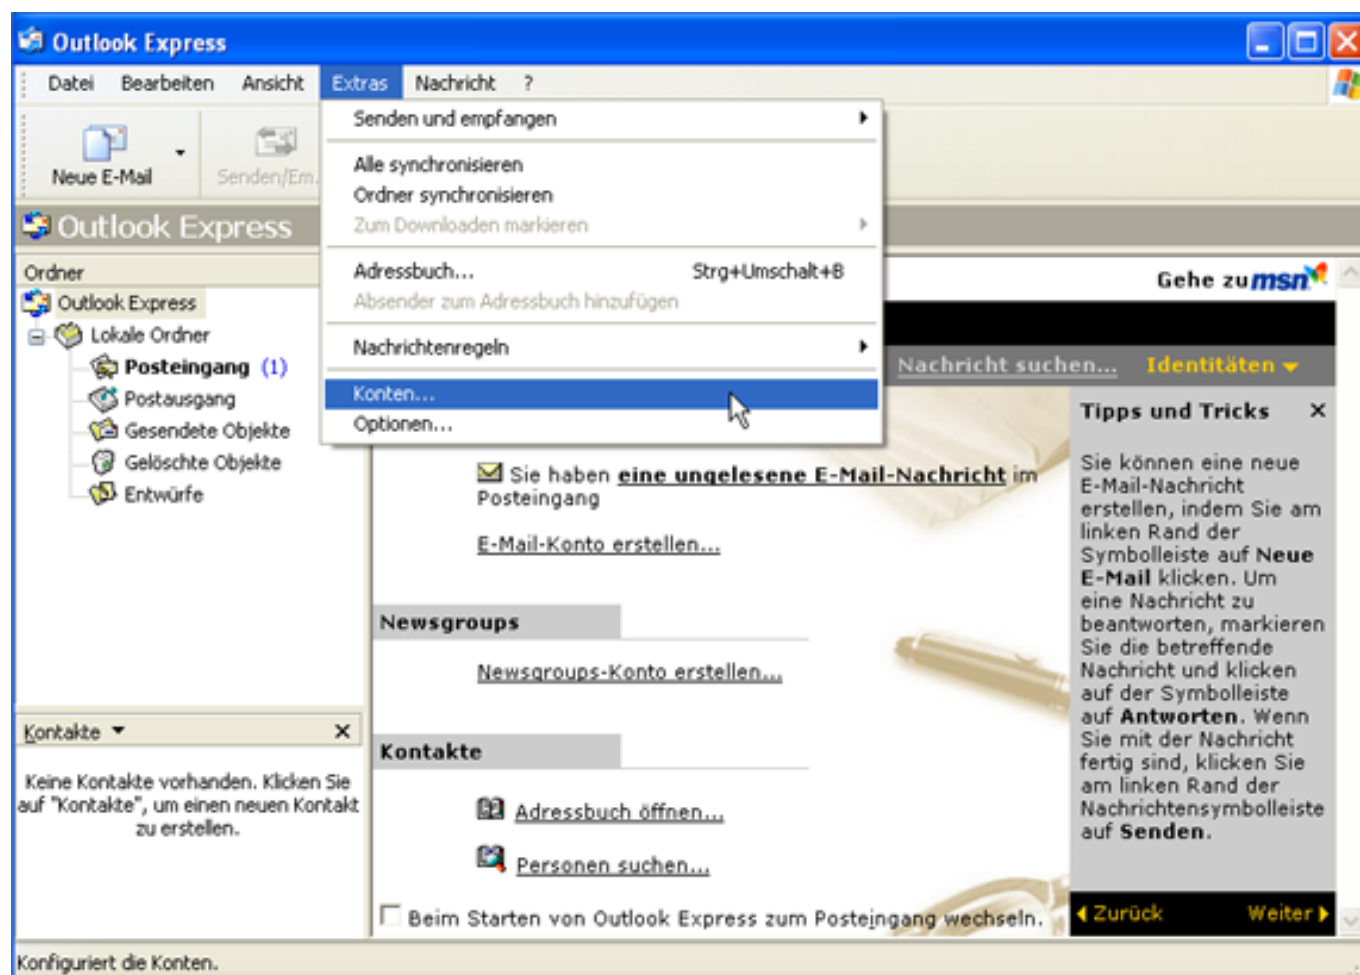 Outlook Express
Datei Bearbeiten Ansicht Extras Nachricht ?
Neue E-Mail
Senden/Em.
Senden und empfangen
Alle synchronisieren
Ordner synchronisieren
Zum Downloaden markieren
Adressbuch... Strg+Umschalt+B
Absender zum Adressbuch hinzufügen
Nachrichtenregeln
Konten...
Optionen...
Outlook Express
Ordner
Outlook Express
Lokale Ordner
Posteingang (1)
Postausgang
Gesendete Objekte
Gelöschte Objekte
Entwürfe
Kontakte
Keine Kontakte vorhanden. Klicken Sie
auf "Kontakte", um einen neuen Kontakt
zu erstellen.
Gehe zu msn
Nachricht suchen... Identitäten
Sie haben eine ungelesene E-Mail-Nachricht im
Posteingang
E-Mail-Konto erstellen...
Newsgroups
Newsgroups-Konto erstellen...
Kontakte
Adressbuch öffnen...
Personen suchen...
Beim Starten von Outlook Express zum Posteingang wechseln.
Tipps und Tricks
Sie können eine neue
E-Mail-Nachricht
erstellen, indem Sie am
linken Rand der
Symbolleiste auf Neue
E-Mail klicken. Um
eine Nachricht zu
beantworten, markieren
Sie die betreffende
Nachricht und klicken
auf der Symbolleiste
auf Antworten. Wenn
Sie mit der Nachricht
fertig sind, klicken Sie
am linken Rand der
Nachrichtensymbolleiste
auf Senden.
Zurück Weiter
Konfiguriert die Konten.